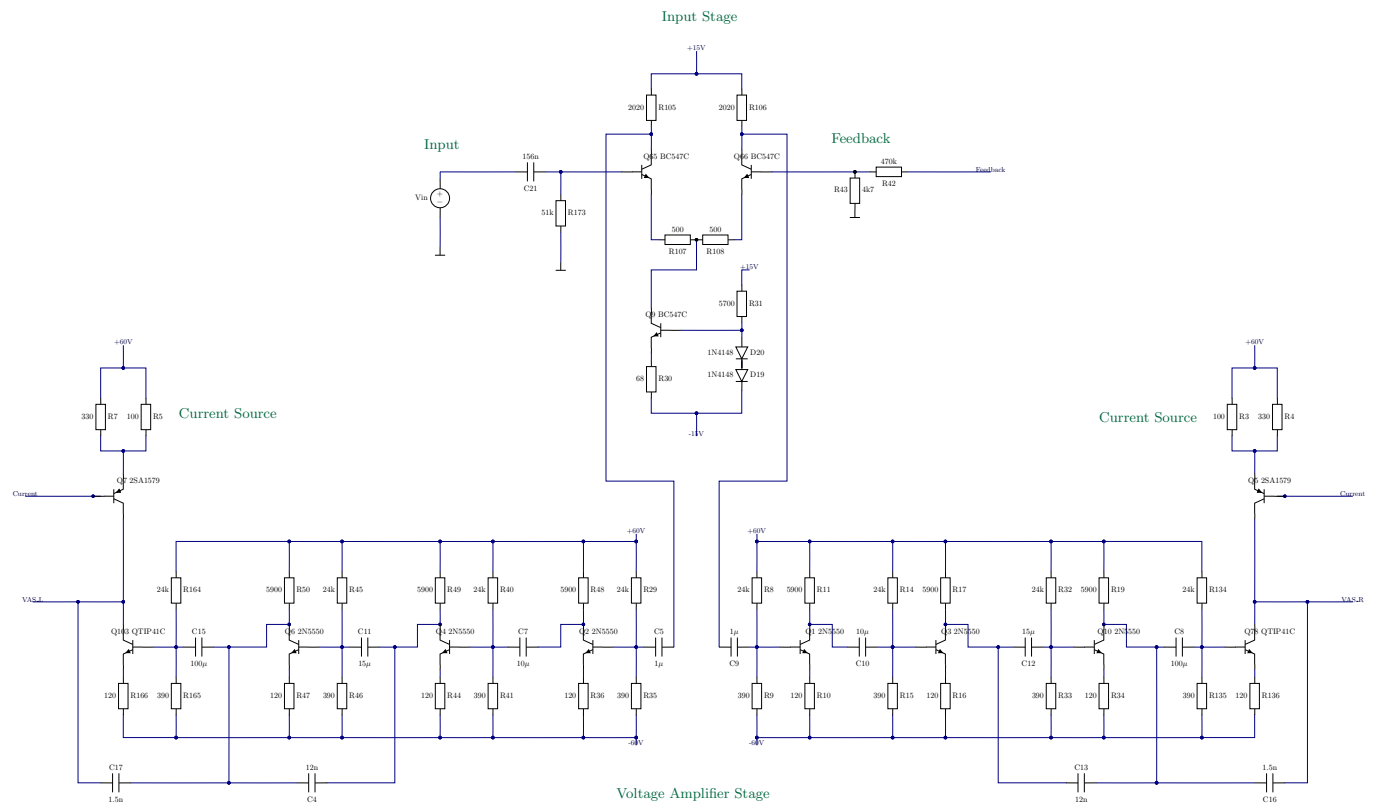 Input Stage
+15V
2020 R105
2020 R106
Input
Feedback
Q65 BC547C
Q66 BC547C
156n
C21
470k
R42
Feedback
R43 4k7
Vin
51k R173
500
R107
500
R108
+15V
5700 R31
Q9 BC547C
1N4148 D20
1N4148 D19
68 R30
-15V
+60V
330 R7
100 R5
Current Source
Q7 2SA1579
Current
+60V
100 R3
330 R4
Current Source
Q5 2SA1579
Current
+60V
24k R164
5900 R50
24k R45
5900 R49
24k R40
5900 R48
24k R29
+60V
24k R8
5900 R11
24k R14
5900 R17
24k R32
5900 R19
24k R134
VAS-L
VAS-R
Q103 QTIP41C
C15
100µ
Q6 2N5550
C11
15µ
Q4 2N5550
C7
10µ
Q2 2N5550
C5
1µ
1µ
C9
Q1 2N5550
10µ
C10
Q3 2N5550
15µ
C12
Q10 2N5550
C8
100µ
Q78 QTIP41C
120 R166
390 R165
120 R47
390 R46
120 R44
390 R41
120 R36
390 R35
390 R9
120 R10
390 R15
120 R16
390 R33
120 R34
390 R135
120 R136
-60V
-60V
C17
1.5n
12n
C4
C13
12n
1.5n
C16
Voltage Amplifier Stage